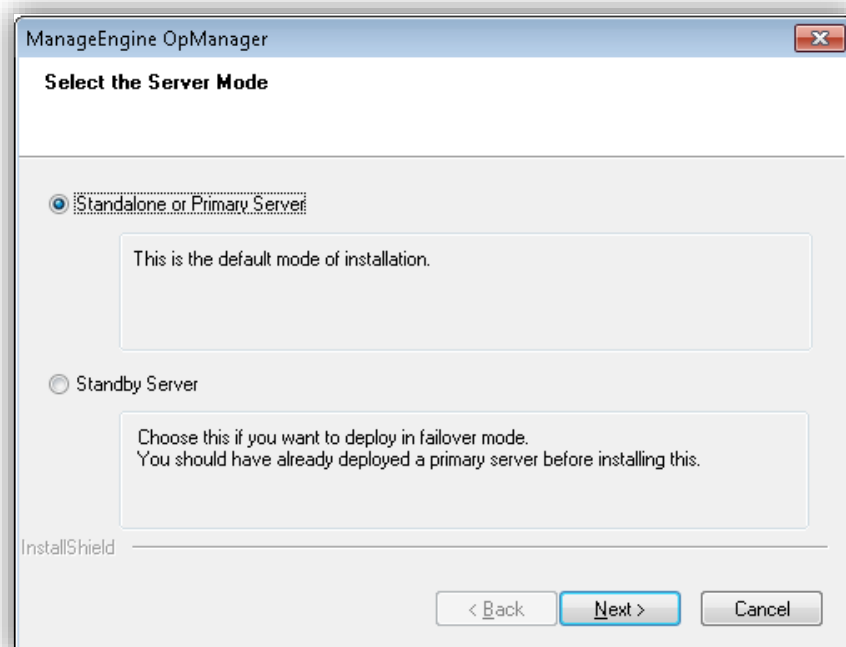 ManageEngine OpManager
Select the Server Mode
Standalone or Primary Server
This is the default mode of installation.
Standby Server
Choose this if you want to deploy in failover mode.
You should have already deployed a primary server before installing this.
InstallShield
< Back
Next >
Cancel